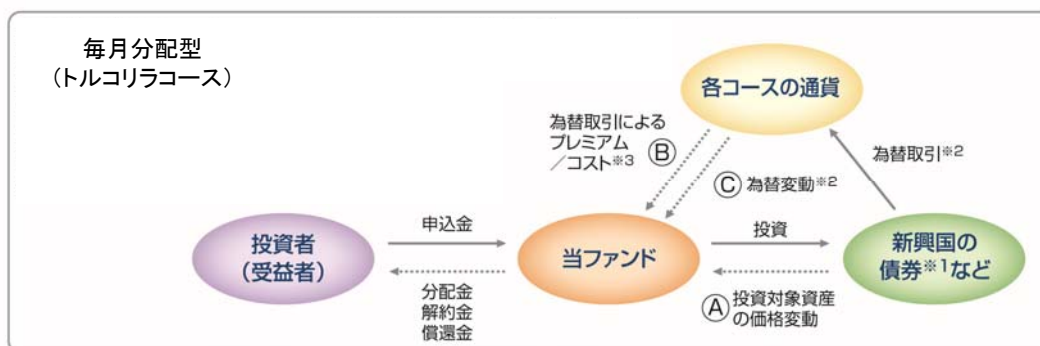 毎月分配型
（トルコリラコース）
各コースの通貨
為替取引による
プレミアム
／コスト※3
Ⓑ
為替取引※2
Ⓒ 為替変動※2
投資者
（受益者）
申込金
分配金
解約金
償還金
当ファンド
投資
Ⓐ 投資対象資産
の価格変動
新興国の
債券※1など